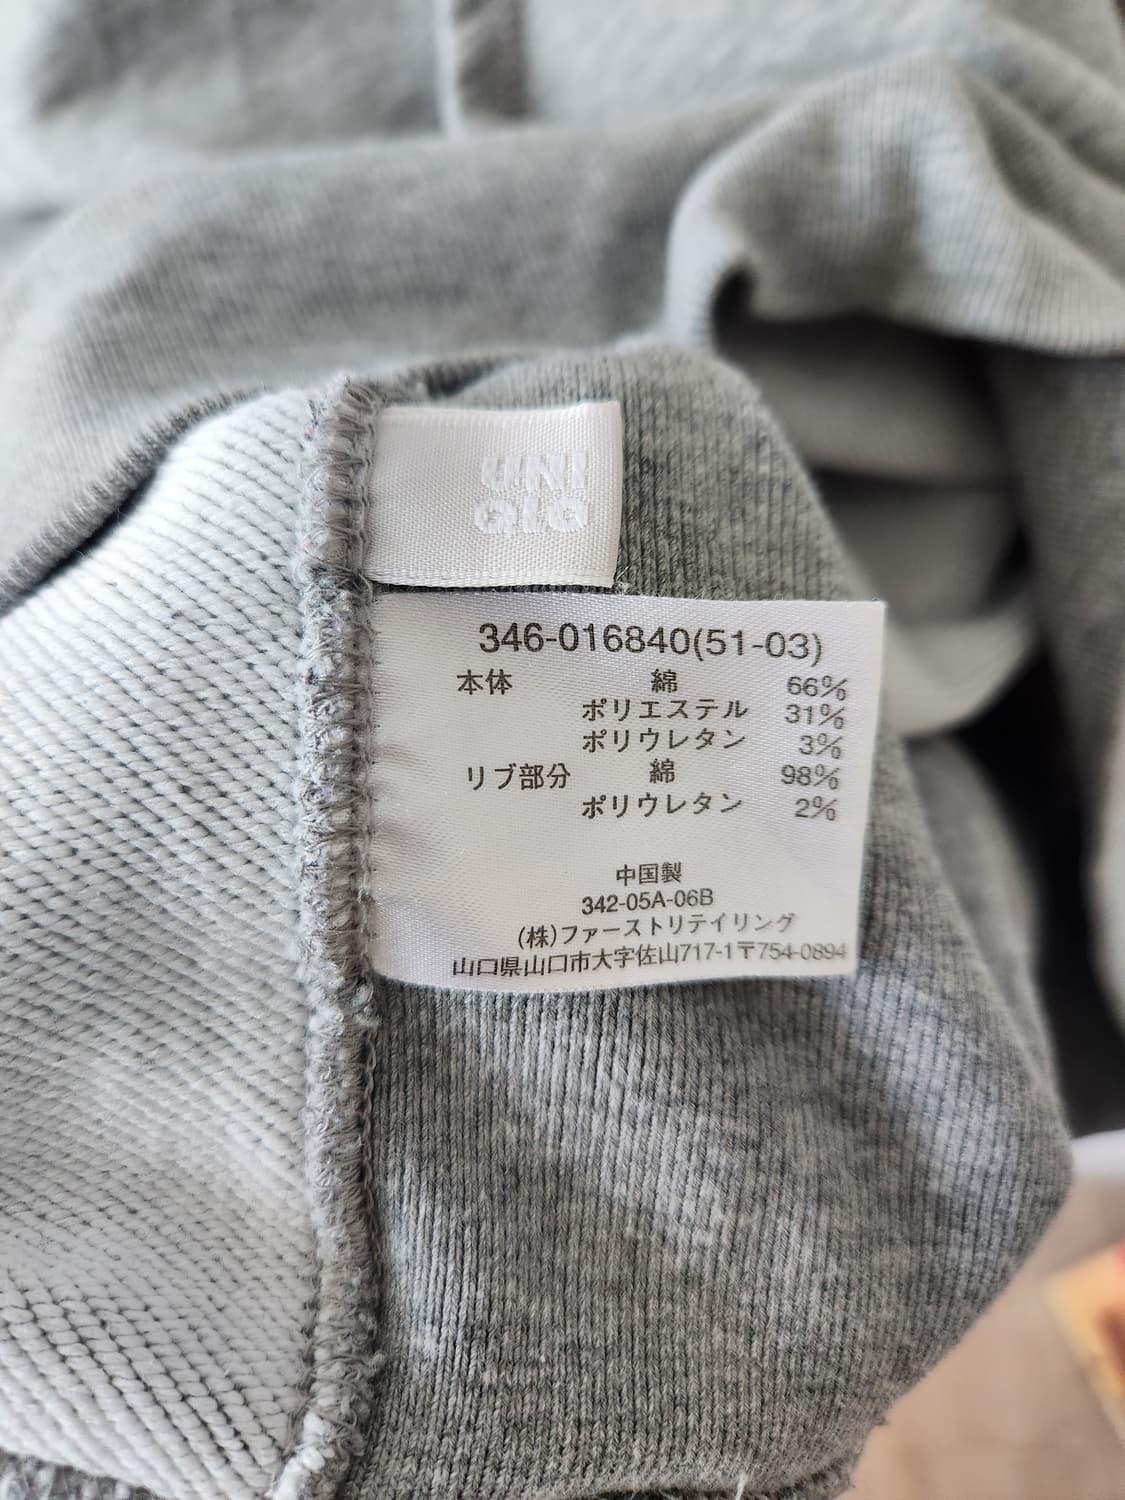 UNI
QLO
346-016840(51-03)
本体 綿 66%
ポリエステル 31%
ポリウレタン 3%
リブ部分 綿 98%
ポリウレタン 2%
中国製
342-05A-06B
(株)ファーストリテイリング
山口県山口市大字佐山717-1〒754-0894